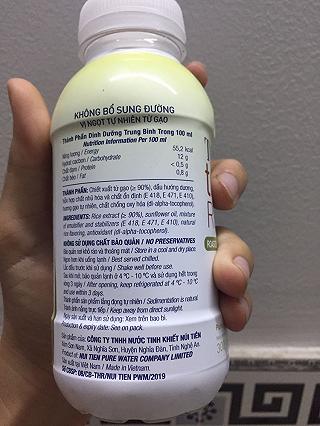 KHÔNG BỔ SUNG ĐƯỜNG
VỊ NGỌT TỰ NHIÊN TỪ GẠO
Thành Phần Dinh Dưỡng Trung Bình Trong 100 ml
Nutrition Information Per 100 ml
Năng lượng / Energy 55,2 kcal
Hydrat cacbon / Carbohydrate 12 g
Chất đạm / Protein < 0,5 g
Chất béo / Fat 0,8 g
THÀNH PHẦN: Chiết xuất từ gạo (≥ 90%), dầu hướng dương,
hỗn hợp chất nhũ hóa và chất ổn định (E 418, E 471, E 410),
hương gạo tự nhiên, chất chống oxy hóa (dl-alpha-tocopherol).
INGREDIENTS: Rice extract (≥ 90%), sunflower oil, mixture
of emulsifier and stabilizers (E 418, E 471, E 410), natural
rice flavoring, antioxidant (dl-alpha-tocopherol).
KHÔNG SỬ DỤNG CHẤT BẢO QUẢN / NO PRESERVATIVES
Bảo quản nơi khô ráo và thoáng mát / Store in a cool and dry place
Ngon hơn khi uống lạnh / Best served chilled.
Lắc đều trước khi sử dụng / Shake well before use.
Sau khi mở, bảo quản lạnh ở 4 °C - 10 °C và sử dụng hết trong
vòng 3 ngày / After opening, keep refrigerated at 4 °C - 10 °C
and use within 3 days.
Thành phần sản phẩm lắng đọng tự nhiên / Sedimentation is natural.
Tránh ánh nắng trực tiếp / Keep away from direct sunlight.
Ngày sản xuất và hạn sử dụng: Xem trên bao bì.
Production & expiry date: See on pack.
Sản phẩm của: CÔNG TY TNHH NƯỚC TINH KHIẾT NÚI TIÊN
Nam Sơn, Xã Nghĩa Sơn, Huyện Nghĩa Đàn, Tỉnh Nghệ An
Product of: NUI TIEN PURE WATER COMPANY LIMITED
Sản xuất tại Việt Nam / Made in Vietnam.
Số CBSP: 06/CB-THR/NUI TIEN PWM/2019